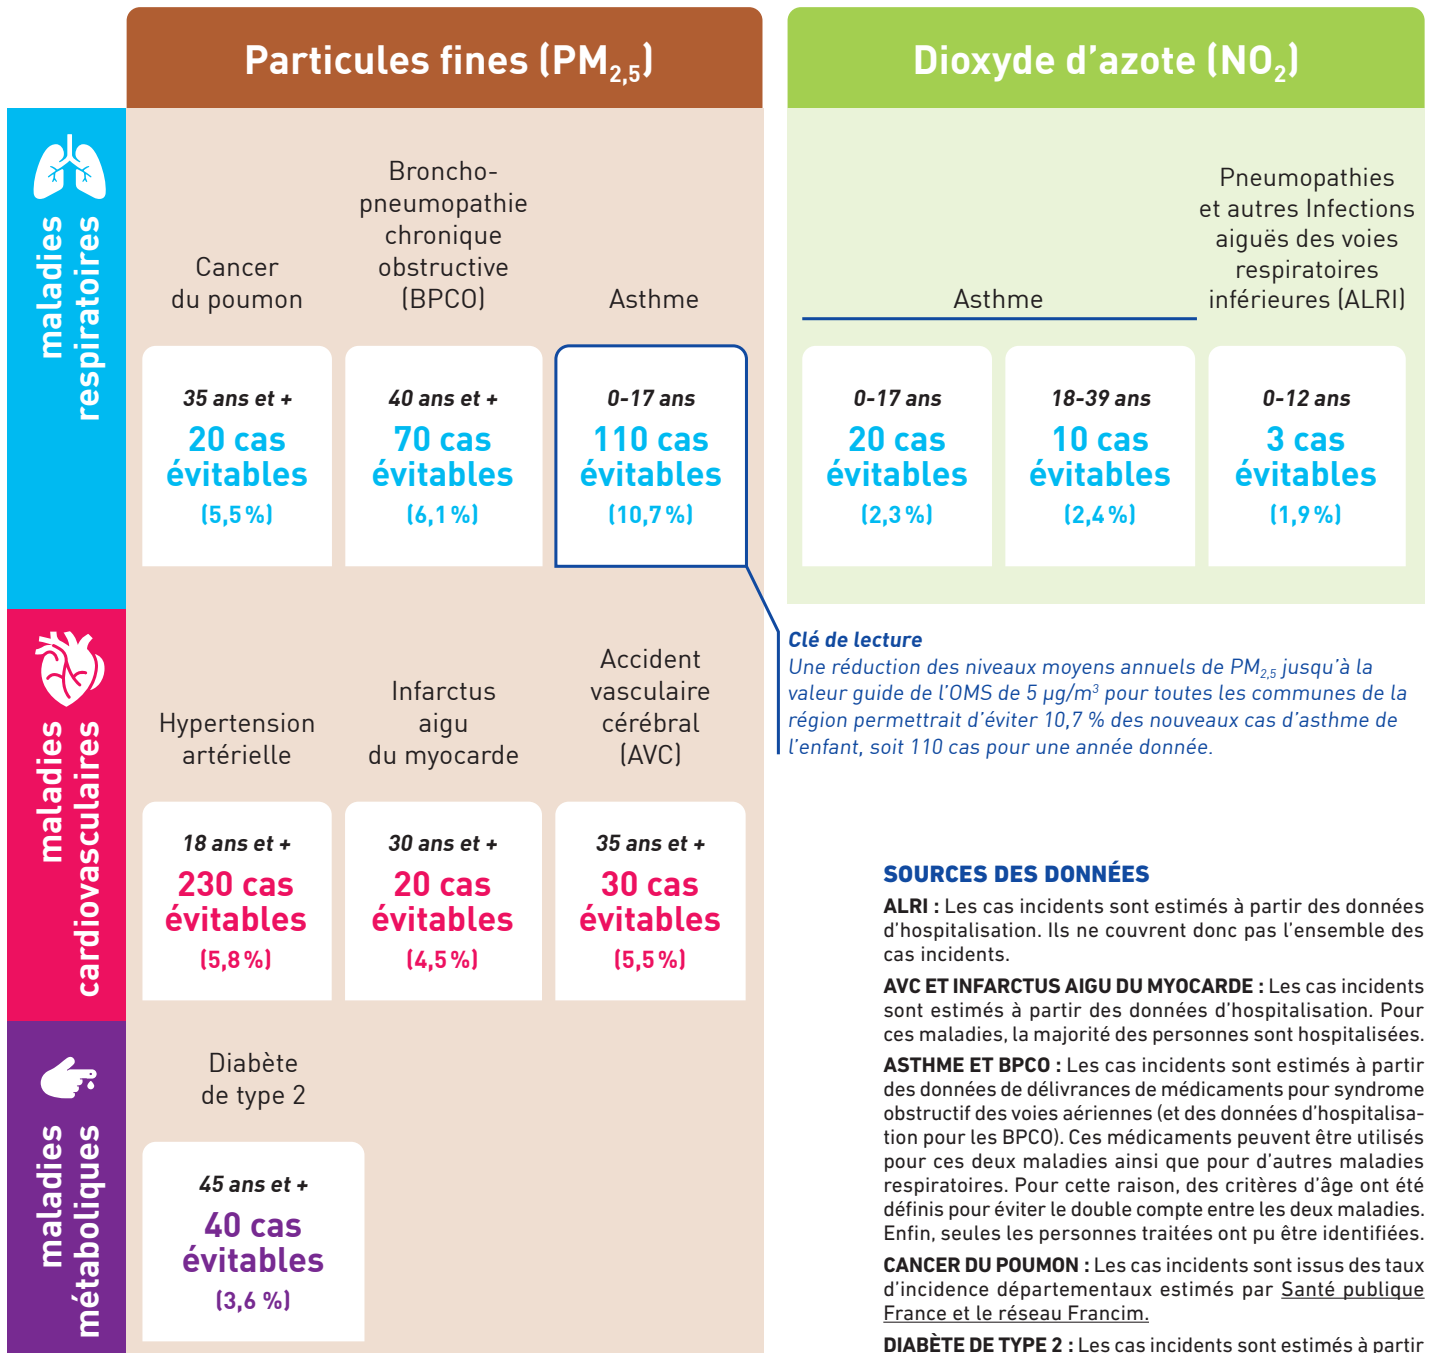 Particules fines (PM2,5)
Dioxyde d'azote (NO2)
maladies
respiratoires
Cancer
du poumon
Broncho-
pneumopathie
chronique
obstructive
(BPCO)
Asthme
Asthme
Pneumopathies
et autres Infections
aiguës des voies
respiratoires
inférieures (ALRI)
35 ans et +
20 cas
évitables
(5,5 %)
40 ans et +
70 cas
évitables
(6,1 %)
0-17 ans
110 cas
évitables
(10,7 %)
0-17 ans
20 cas
évitables
(2,3 %)
18-39 ans
10 cas
évitables
(2,4 %)
0-12 ans
3 cas
évitables
(1,9 %)
Clé de lecture
Une réduction des niveaux moyens annuels de PM2,5 jusqu'à la
valeur guide de l'OMS de 5 µg/m³ pour toutes les communes de la
région permettrait d'éviter 10,7 % des nouveaux cas d'asthme de
l'enfant, soit 110 cas pour une année donnée.
maladies
cardiovasculaires
Hypertension
artérielle
Infarctus
aigu
du myocarde
Accident
vasculaire
cérébral
(AVC)
18 ans et +
230 cas
évitables
(5,8 %)
30 ans et +
20 cas
évitables
(4,5 %)
35 ans et +
30 cas
évitables
(5,5 %)
maladies
métaboliques
Diabète
de type 2
45 ans et +
40 cas
évitables
(3,6 %)
SOURCES DES DONNÉES
ALRI : Les cas incidents sont estimés à partir des données
d'hospitalisation. Ils ne couvrent donc pas l'ensemble des
cas incidents.
AVC ET INFARCTUS AIGU DU MYOCARDE : Les cas incidents
sont estimés à partir des données d'hospitalisation. Pour
ces maladies, la majorité des personnes sont hospitalisées.
ASTHME ET BPCO : Les cas incidents sont estimés à partir
des données de délivrances de médicaments pour syndrome
obstructif des voies aériennes (et des données d'hospitalisa-
tion pour les BPCO). Ces médicaments peuvent être utilisés
pour ces deux maladies ainsi que pour d'autres maladies
respiratoires. Pour cette raison, des critères d'âge ont été
définis pour éviter le double compte entre les deux maladies.
Enfin, seules les personnes traitées ont pu être identifiées.
CANCER DU POUMON : Les cas incidents sont issus des taux
d'incidence départementaux estimés par Santé publique
France et le réseau Francim.
DIABÈTE DE TYPE 2 : Les cas incidents sont estimés à partir